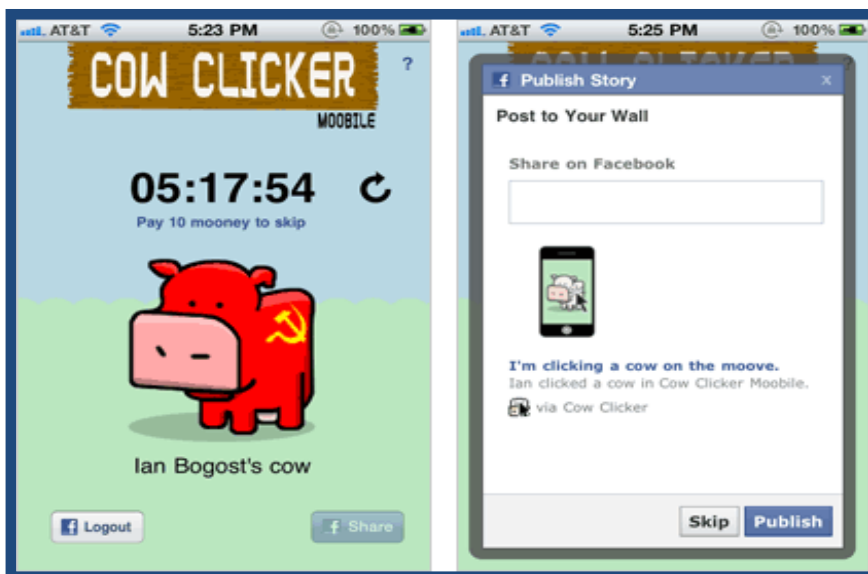 AT&T 5:23 PM 100%
COW CLICKER
?
MOOBILE
05:17:54
Pay 10 mooney to skip
Ian Bogost's cow
f Logout
f Share
AT&T 5:25 PM 100%
f Publish Story x
Post to Your Wall
Share on Facebook
I'm clicking a cow on the moove.
Ian clicked a cow in Cow Clicker Moobile.
via Cow Clicker
Skip Publish